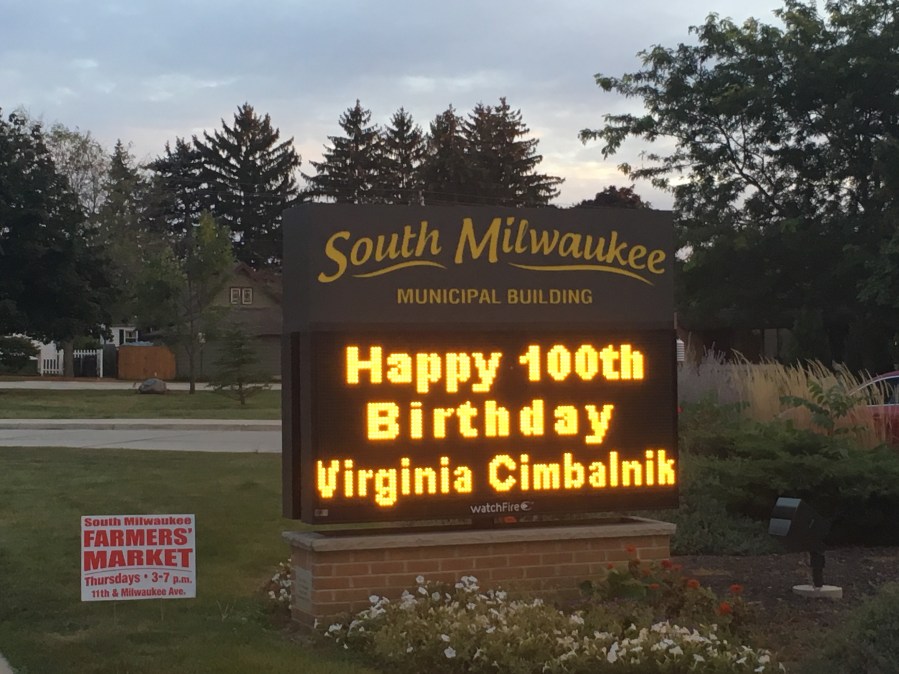 South Milwaukee
MUNICIPAL BUILDING
Happy 100th
Birthday
Virginia Cimbalnik
watchFire
South Milwaukee
FARMERS'
MARKET
Thursdays • 3-7 p.m.
11th & Milwaukee Ave.